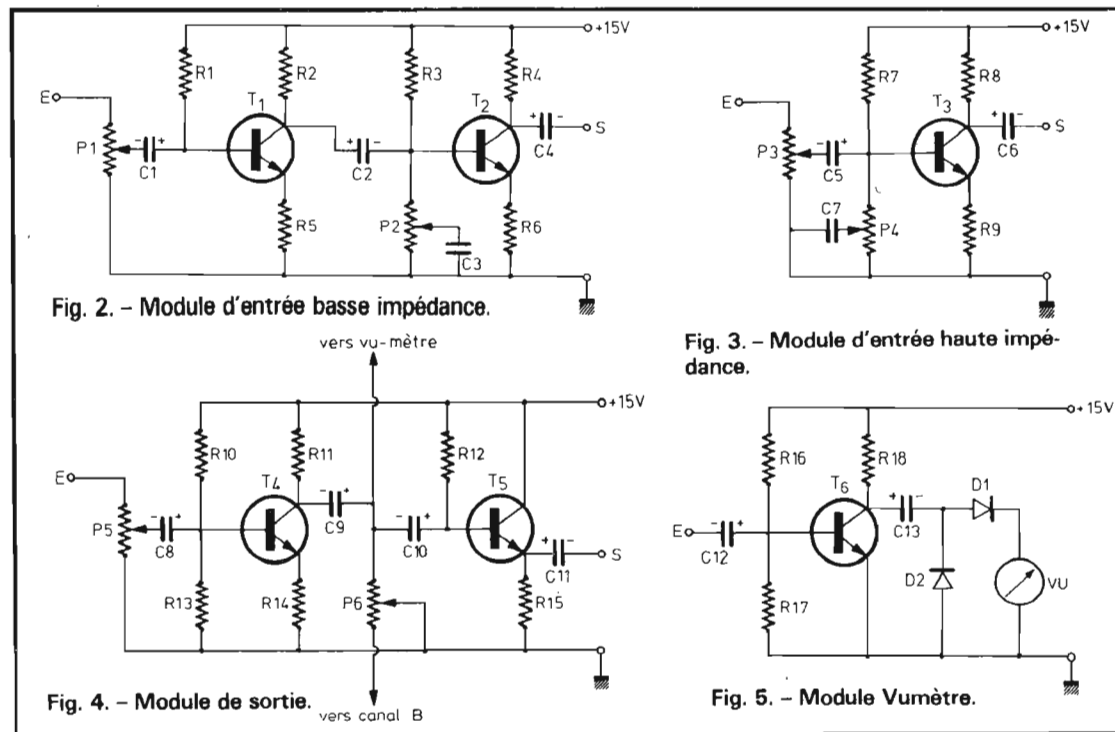 +15V
R1
R2
R3
R4
E
T1
T2
P1
C1
C2
C4
S
R5
P2
C3
R6
Fig. 2. – Module d'entrée basse impédance.
+15V
R7
R8
E
T3
P3
C5
C6
S
C7
P4
R9
Fig. 3. – Module d'entrée haute impé-
dance.
vers vu-mètre
+15V
R10
R11
R12
E
T4
T5
P5
C8
C9
C10
C11
S
R13
R14
P6
R15
Fig. 4. – Module de sortie.
vers canal B
+15V
R16
R18
T6
D1
E
C12
C13
D2
VU
R17
Fig. 5. – Module Vumètre.